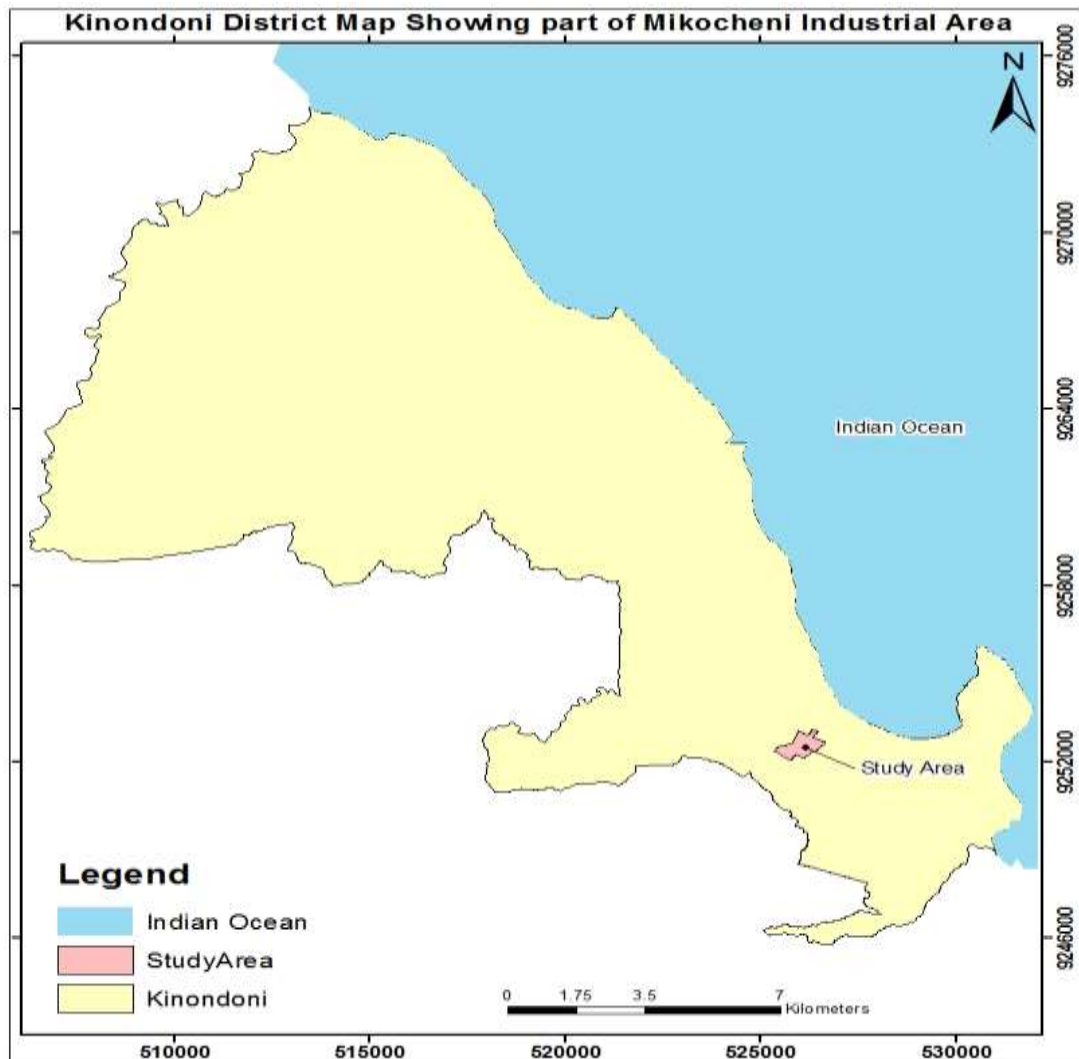 Kinondoni District Map Showing part of Mikocheni Industrial Area
N
9276000
9270000
9264000
Indian Ocean
9258000
9252000
Study Area
9246000
Legend
Indian Ocean
StudyArea
Kinondoni
0 1.75 3.5 7
Kilometers
510000 515000 520000 525000 530000